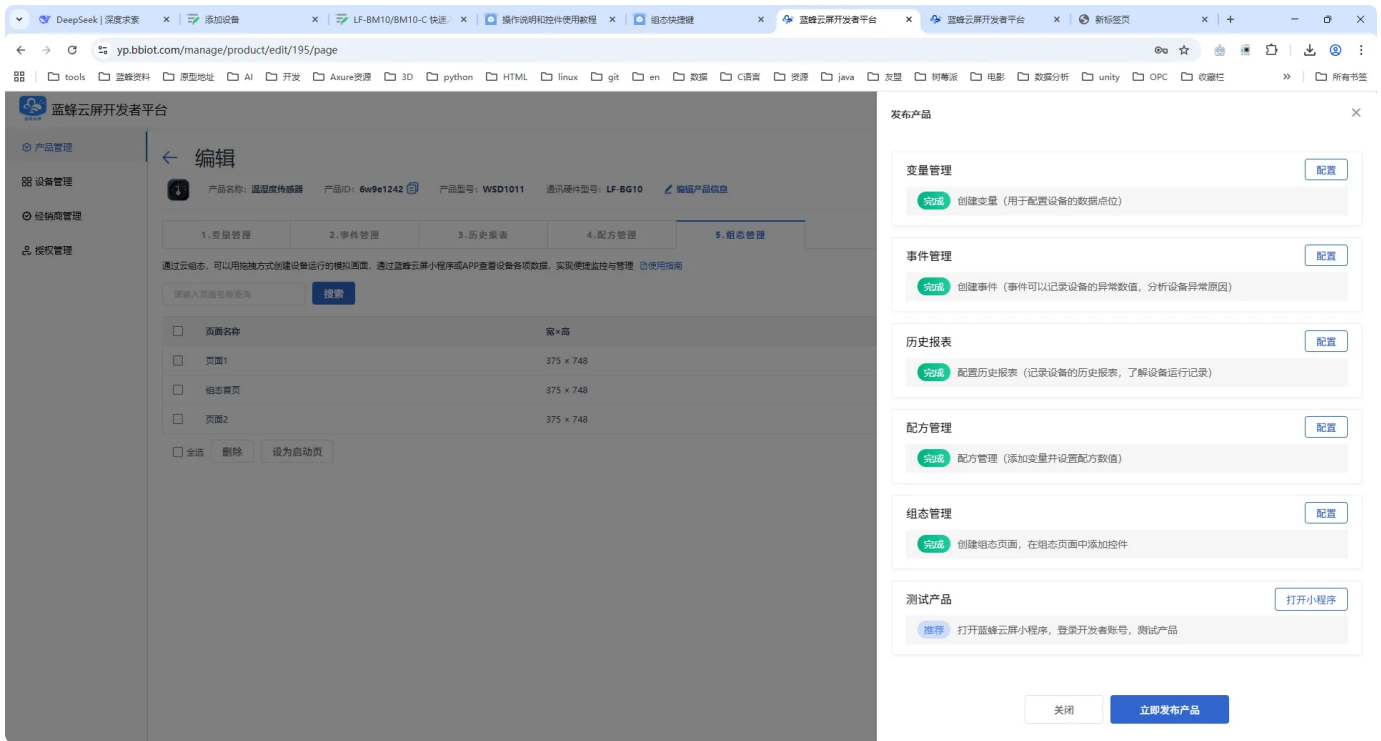 DeepSeek | 深度求索
添加设备
LF-BM10/BM10-C 快速
操作说明和控件使用教程
组态快捷键
蓝蜂云屏开发者平台
蓝蜂云屏开发者平台
新标签页
yp.bbiot.com/manage/product/edit/195/page
tools
蓝蜂资料
原型地址
AI
开发
Axure资源
3D
python
HTML
linux
git
en
数据
C语言
资源
java
友盟
树莓派
电影
数据分析
unity
OPC
收藏栏
所有书签
蓝蜂云屏开发者平台
产品管理
设备管理
经销商管理
授权管理
编辑
产品名称: 温湿度传感器 产品ID: 6w9e1242 产品型号: WSD1011 通讯硬件型号: LF-BG10 编辑产品信息
1.变量管理 2.事件管理 3.历史报表 4.配方管理 5.组态管理
通过云组态，可以用拖拽方式创建设备运行的模拟画面，通过蓝蜂云屏小程序或APP查看设备各项数据，实现便捷监控与管理 使用指南
请输入页面名称查询 搜索
页面名称 宽×高
页面1 375 × 748
组态首页 375 × 748
页面2 375 × 748
全选 删除 设为启动页
发布产品
变量管理 配置
完成 创建变量（用于配置设备的数据点位）
事件管理 配置
完成 创建事件（事件可以记录设备的异常数值，分析设备异常原因）
历史报表 配置
完成 配置历史报表（记录设备的历史报表，了解设备运行记录）
配方管理 配置
完成 配方管理（添加变量并设置配方数值）
组态管理 配置
完成 创建组态页面，在组态页面中添加控件
测试产品 打开小程序
推荐 打开蓝蜂云屏小程序，登录开发者账号，测试产品
关闭 立即发布产品